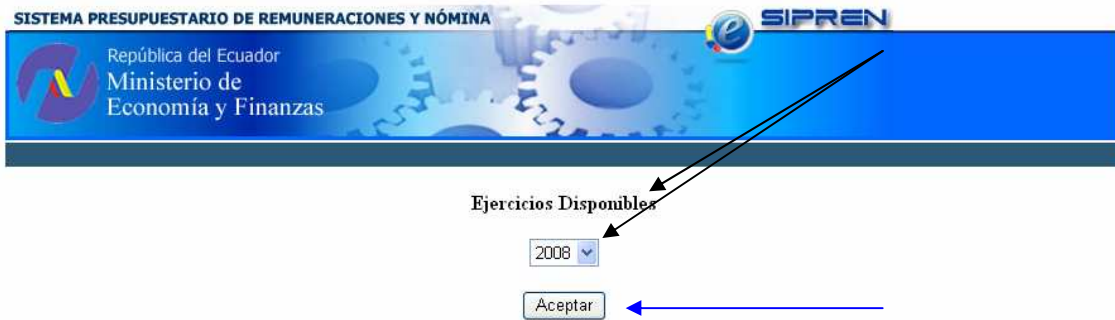 SISTEMA PRESUPUESTARIO DE REMUNERACIONES Y NÓMINA
e SIPREN
República del Ecuador
Ministerio de
Economía y Finanzas
Ejercicios Disponibles
2008
Aceptar